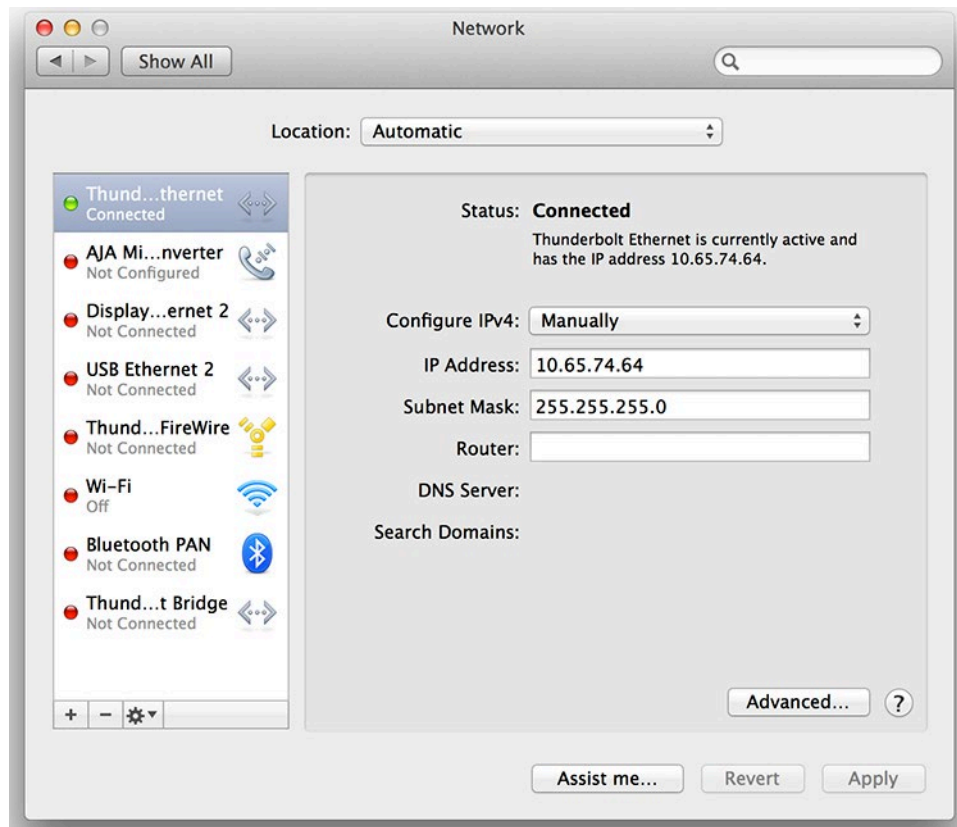 Network
Show All
Location: Automatic
Thund...thernet
Connected
AJA Mi...nverter
Not Configured
Display...ernet 2
Not Connected
USB Ethernet 2
Not Connected
Thund...FireWire
Not Connected
Wi-Fi
Off
Bluetooth PAN
Not Connected
Thund...t Bridge
Not Connected
Status: Connected
Thunderbolt Ethernet is currently active and
has the IP address 10.65.74.64.
Configure IPv4: Manually
IP Address: 10.65.74.64
Subnet Mask: 255.255.255.0
Router:
DNS Server:
Search Domains:
Advanced... ?
Assist me... Revert Apply